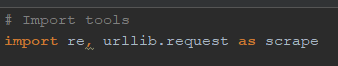 # Import tools
import re, urllib.request as scrape